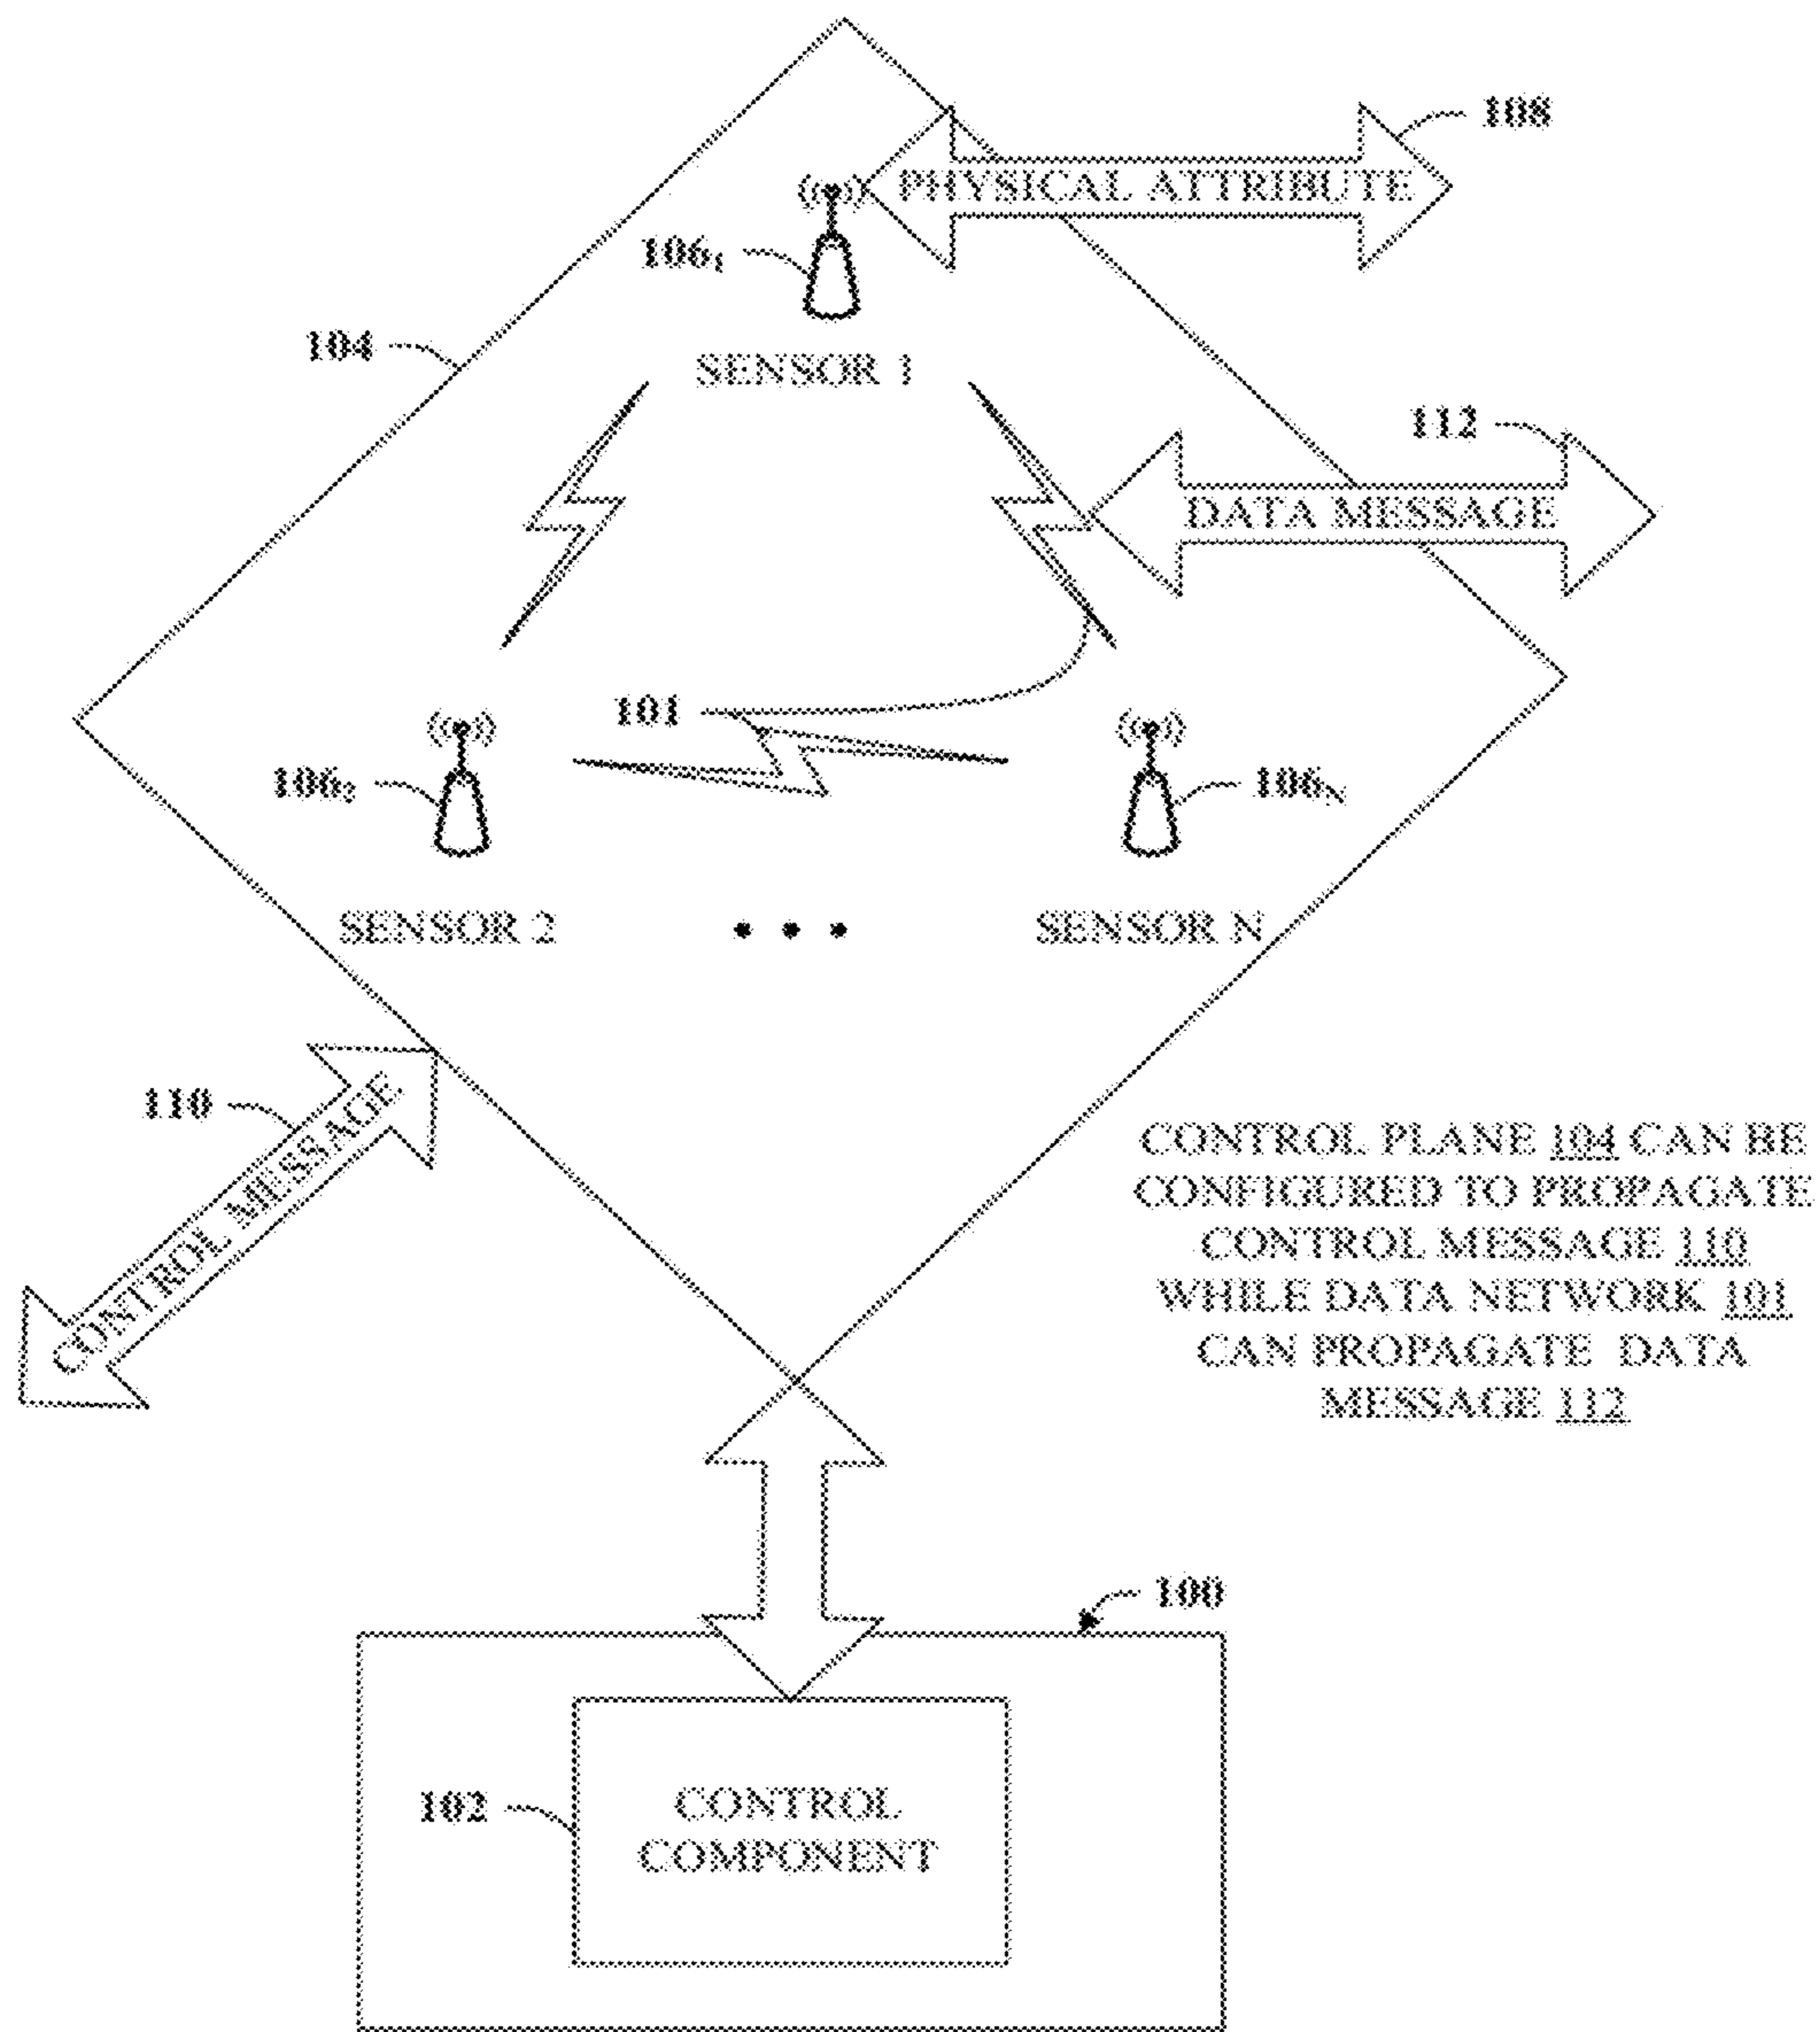 108
PHYSICAL ATTRIBUTE
106₁
104
SENSOR 1
112
DATA MESSAGE
101
106₂
106N
SENSOR 2
• • •
SENSOR N
110
CONTROL MESSAGE
CONTROL PLANE 104 CAN BE
CONFIGURED TO PROPAGATE
CONTROL MESSAGE 110
WHILE DATA NETWORK 101
CAN PROPAGATE DATA
MESSAGE 112
100
102
CONTROL
COMPONENT